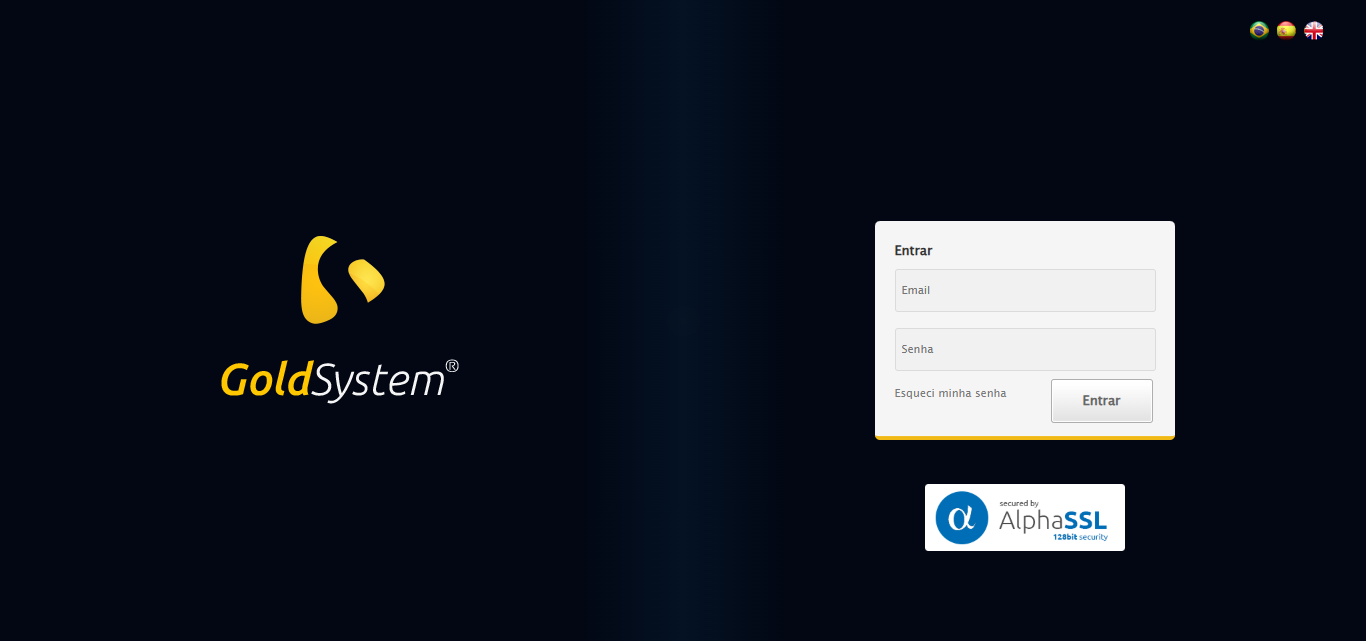 GoldSystem®
Entrar
Email
Senha
Esqueci minha senha
Entrar
α
secured by
AlphaSSL
128bit security